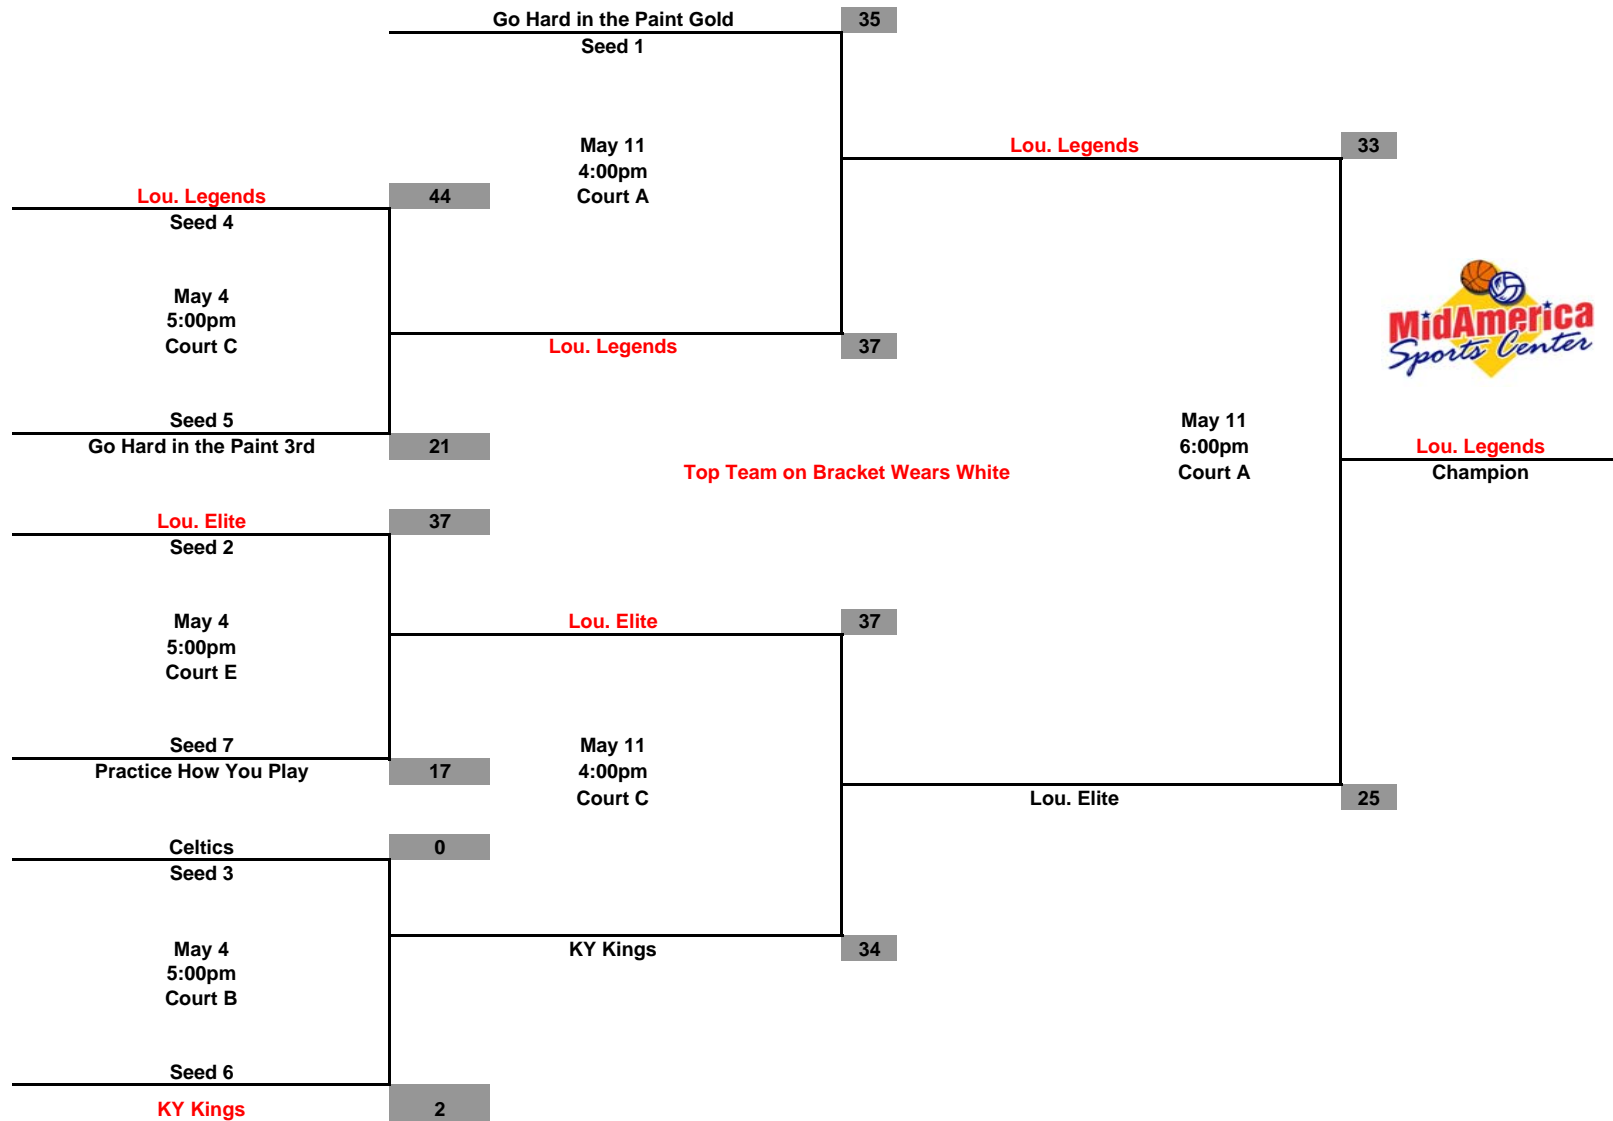 Go Hard in the Paint Gold 35
Seed 1
May 11
4:00pm
Court A
Lou. Legends 33
Lou. Legends 44
Seed 4
May 4
5:00pm
Court C
Lou. Legends 37
MidAmerica
Sports Center
Seed 5
Go Hard in the Paint 3rd 21
May 11
6:00pm
Court A
Top Team on Bracket Wears White
Lou. Legends
Champion
Lou. Elite 37
Seed 2
May 4
5:00pm
Court E
Lou. Elite 37
Seed 7
Practice How You Play 17
May 11
4:00pm
Court C
Lou. Elite 25
Celtics 0
Seed 3
May 4
5:00pm
Court B
KY Kings 34
Seed 6
KY Kings 2